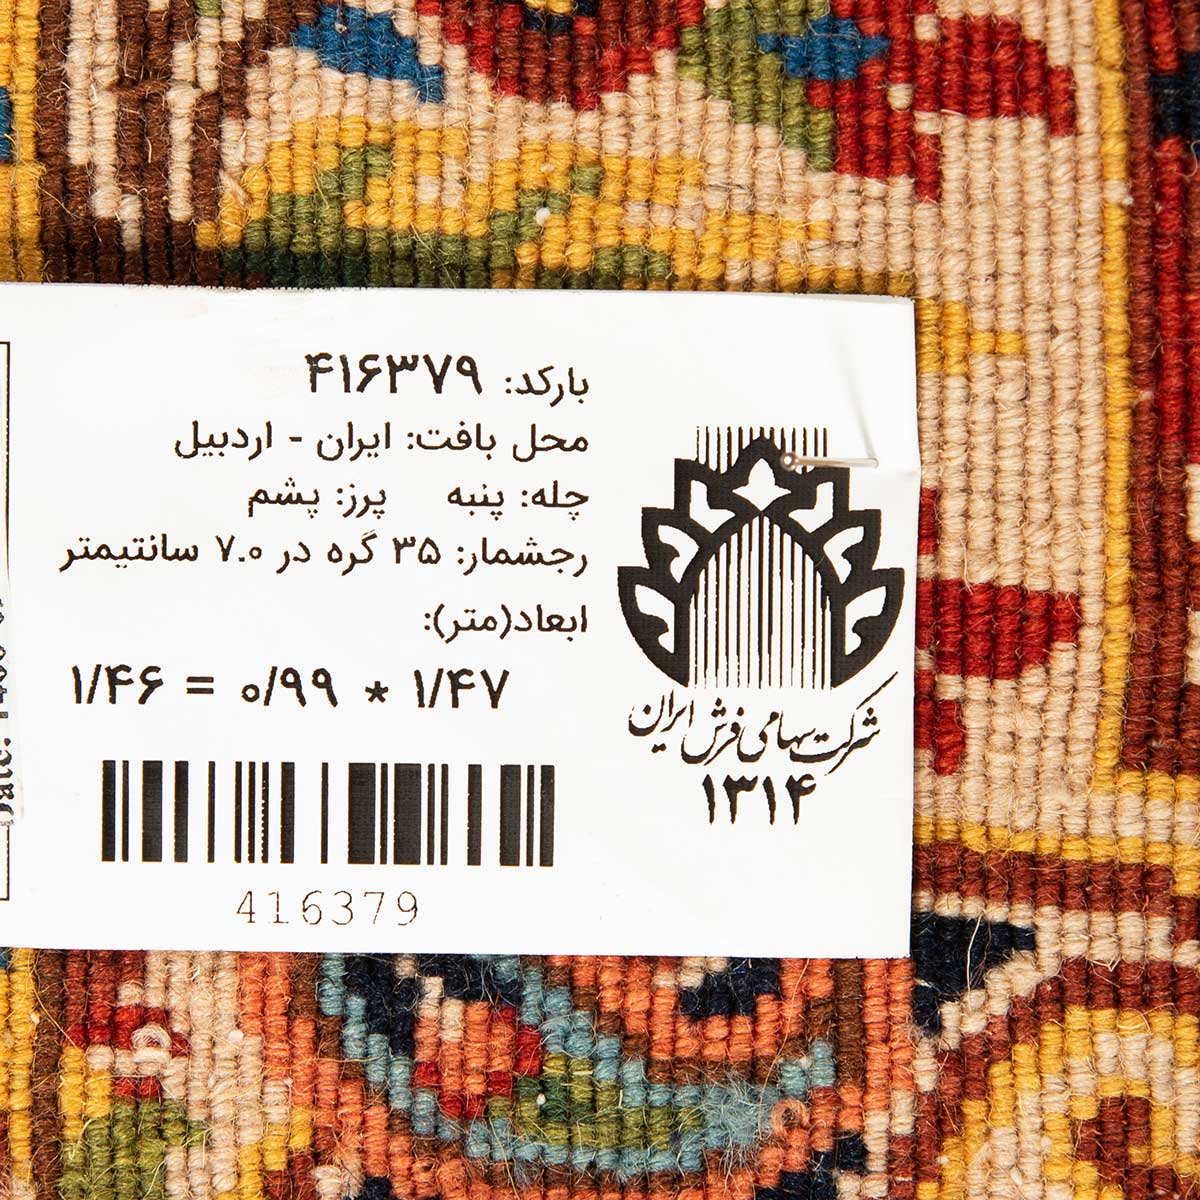 بارکد: ۴۱۶۳۷۹
محل بافت: ایران - اردبیل
چله: پنبه پرز: پشم
رجشمار: ۳۵ گره در ۷.۰ سانتیمتر
ابعاد(متر):
۱/۴۷ * ۰/۹۹ = ۱/۴۶
416379
شرکت سهامی فرش ایران
۱۳۱۴
Date: